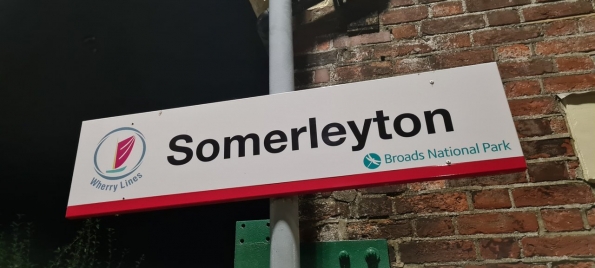 Somerleyton
Wherry Lines
Broads National Park